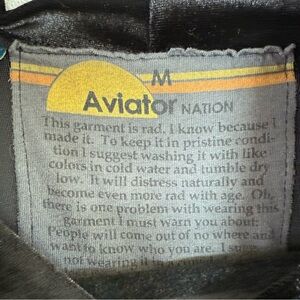 M
Aviator NATION
This garment is rad. I know because I
made it. To keep it in pristine condi-
tion I suggest washing it with like
colors in cold water and tumble dry
low. It will distress naturally and
become even more rad with age. Oh,
there is one problem with wearing this
garment I must warn you about:
People will come out of no where and
want to know who you are. I
not wearing it